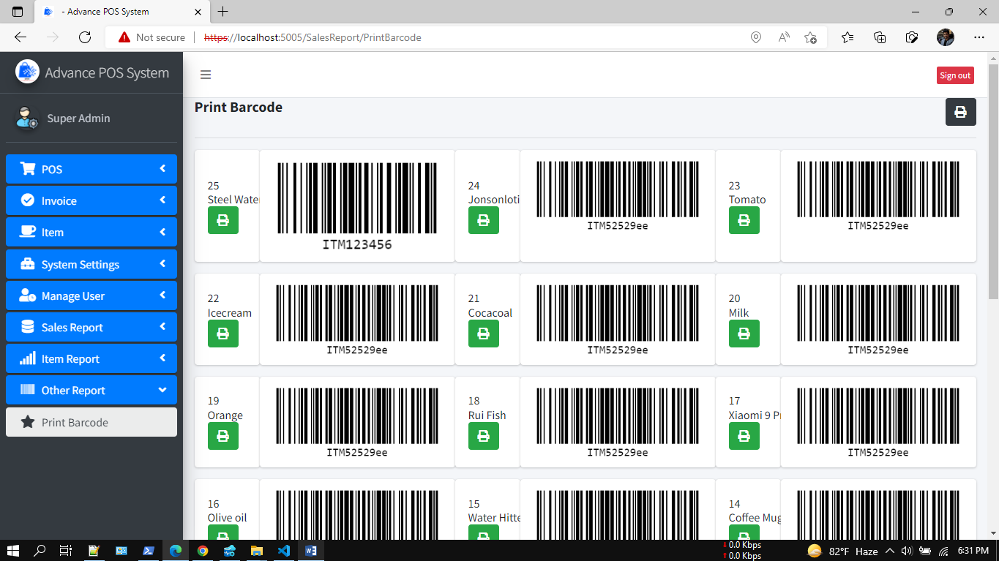 - Advance POS System
Not secure
https://localhost:5005/SalesReport/PrintBarcode
Advance POS System
Sign out
Super Admin
Print Barcode
POS
Invoice
Item
System Settings
Manage User
Sales Report
Item Report
Other Report
Print Barcode
25
Steel Wate
ITM123456
24
Jonsonloti
ITM52529ee
23
Tomato
ITM52529ee
22
Icecream
ITM52529ee
21
Cocacoal
ITM52529ee
20
Milk
ITM52529ee
19
Orange
ITM52529ee
18
Rui Fish
ITM52529ee
17
Xiaomi 9 Pr
ITM52529ee
16
Olive oil
15
Water Hitte
14
Coffee Mug
0.0 Kbps
0.0 Kbps
82°F Haze
6:31 PM